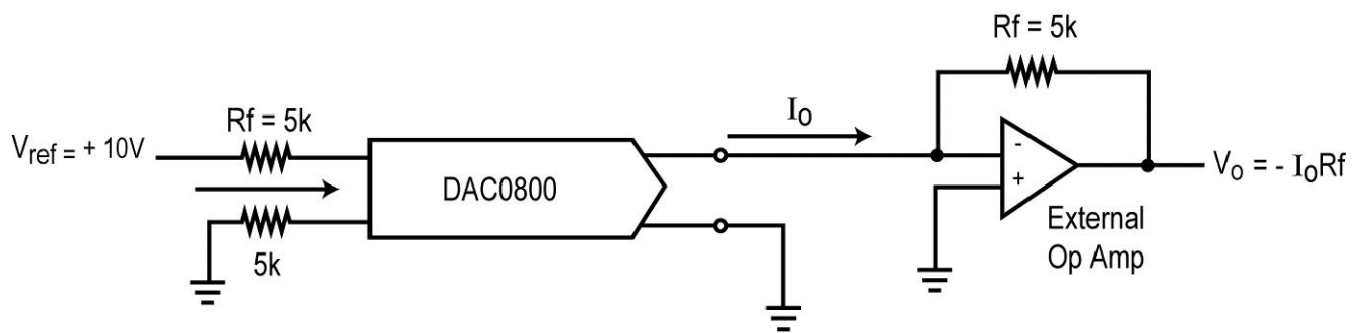 Rf = 5k
Vref = + 10V
Rf = 5k
5k
DAC0800
Io
-
+
Vo = - IoRf
External
Op Amp